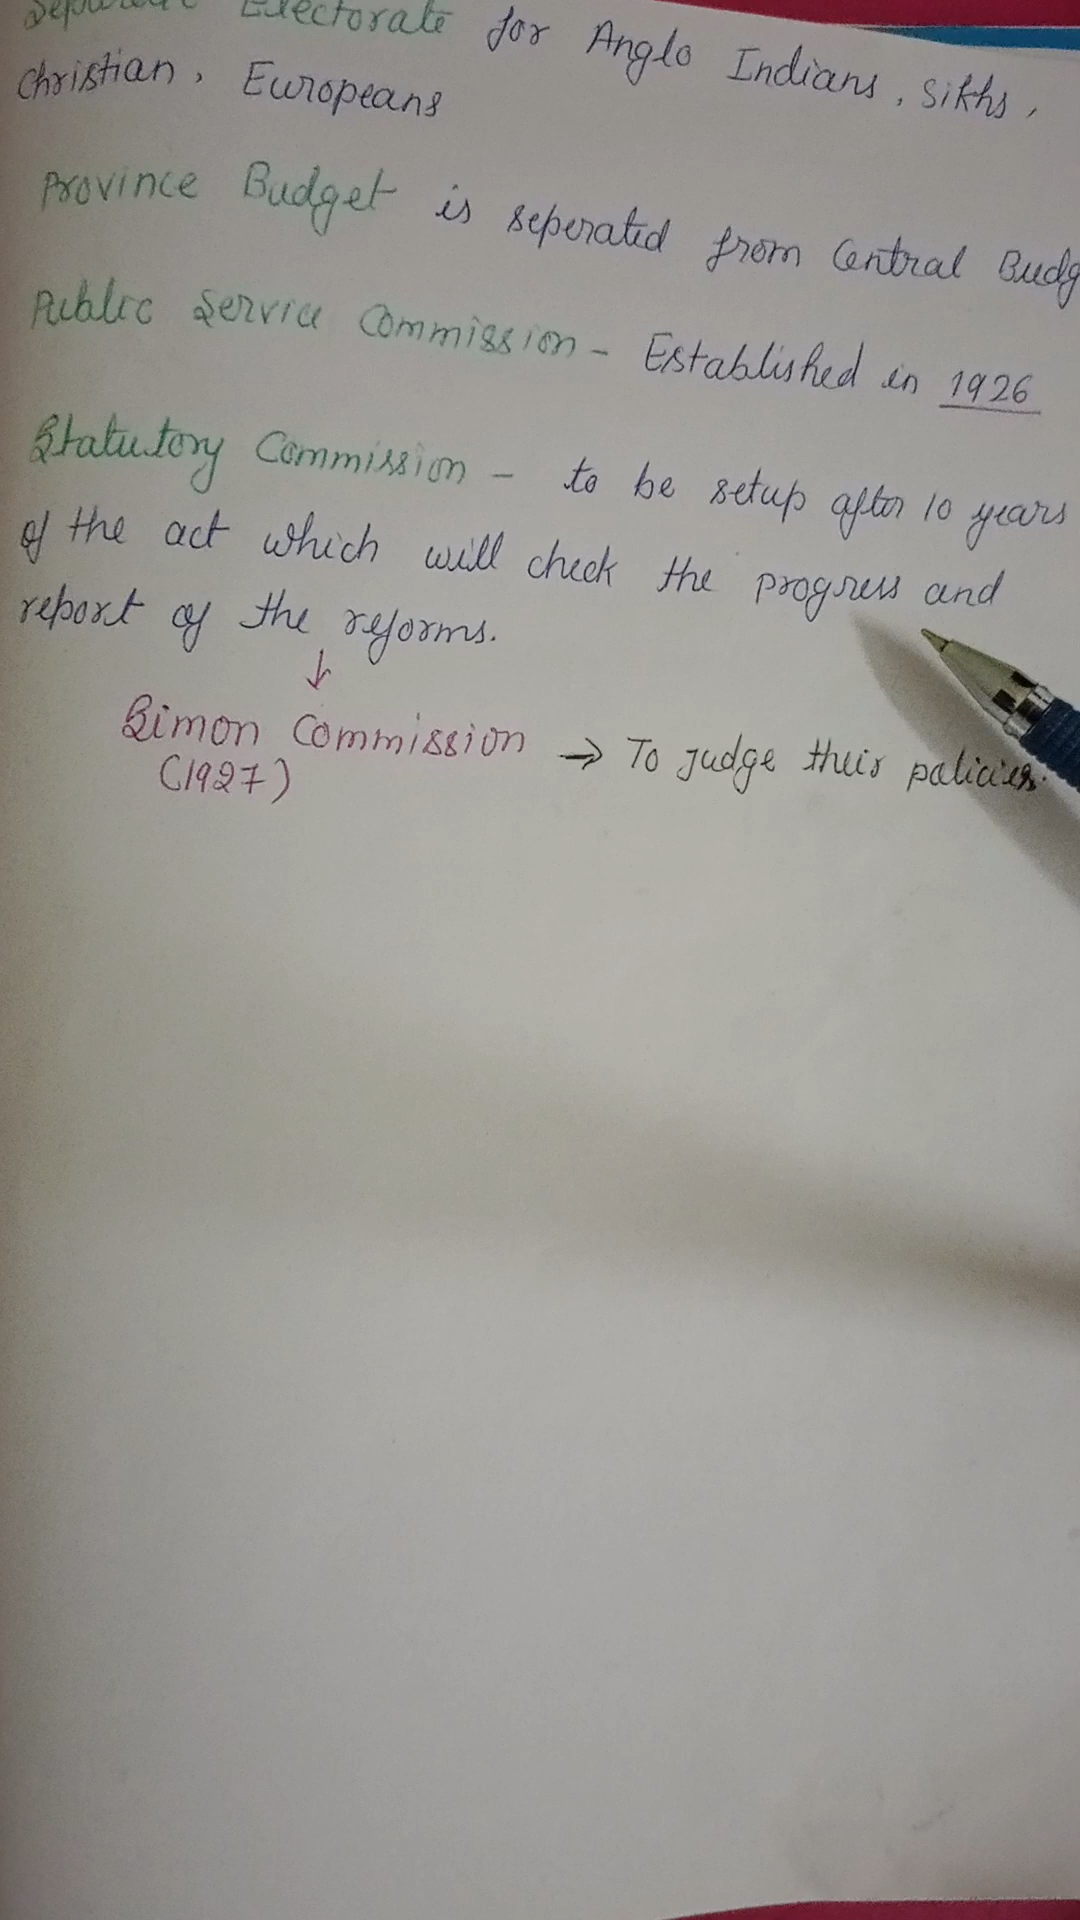 Separate Electorate for Anglo Indians, Sikhs,
Christian, Europeans
Province Budget is seperated from Central Budg
Public Service Commission - Established in 1926
Statutory Commission - to be setup after 10 years
of the act which will check the progress and
report of the reforms.
↓
Simon Commission → To judge their policies.
(1927)